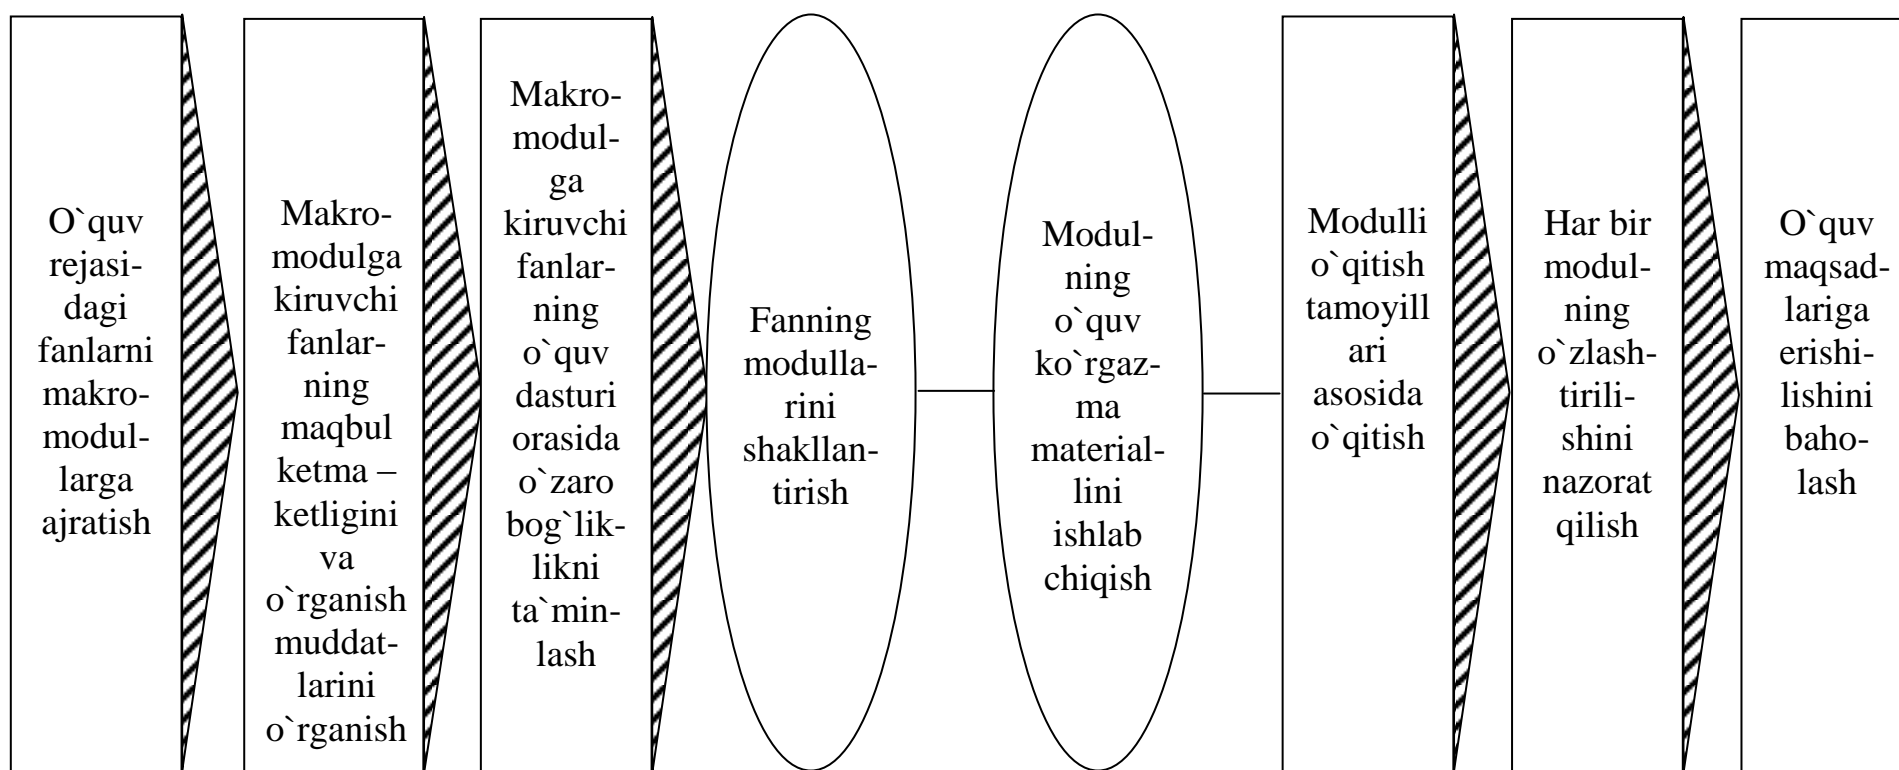 O`quv
rejasi-
dagi
fanlarni
makro-
modul-
larga
ajratish
Makro-
modulga
kiruvchi
fanlar-
ning
maqbul
ketma –
ketligini
va
o`rganish
muddat-
larini
o`rganish
Makro-
modul-
ga
kiruvchi
fanlar-
ning
o`quv
dasturi
orasida
o`zaro
bog`lik-
likni
ta`min-
lash
Fanning
modulla-
rini
shakllan-
tirish
Modul-
ning
o`quv
ko`rgaz-
ma
material-
lini
ishlab
chiqish
Modulli
o`qitish
tamoyill
ari
asosida
o`qitish
Har bir
modul-
ning
o`zlash-
tirili-
shini
nazorat
qilish
O`quv
maqsad-
lariga
erishi-
lishini
baho-
lash